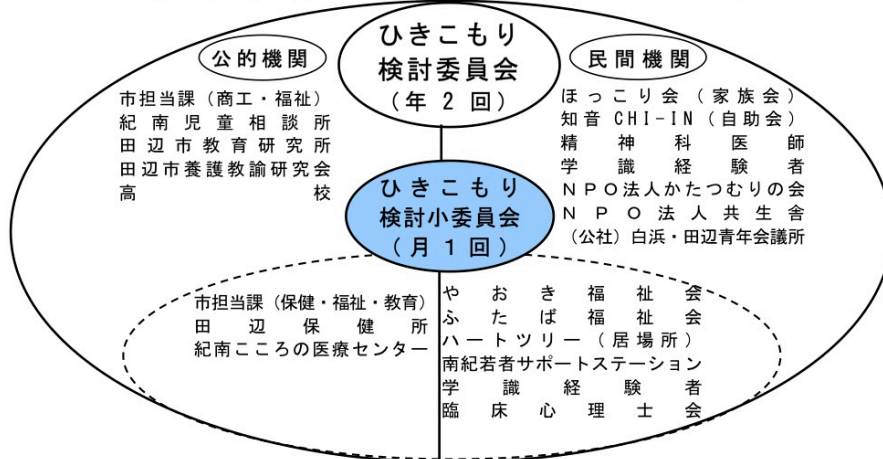 ひきこもり
検討委員会
(年2回)
公的機関
市担当課(商工・福祉)
紀南児童相談所
田辺市教育研究所
田辺市養護教諭研究会
高校
民間機関
ほっこり会(家族会)
知音 CHI-IN(自助会)
精神科医師
学識経験者
NPO法人かたつむりの会
NPO法人共生舎
(公社)白浜・田辺青年会議所
ひきこもり
検討小委員会
(月1回)
市担当課(保健・福祉・教育)
田辺保健所
紀南こころの医療センター
やおき福祉会
ふたば福祉会
ハートツリー(居場所)
南紀若者サポートステーション
学識経験者
臨床心理士会